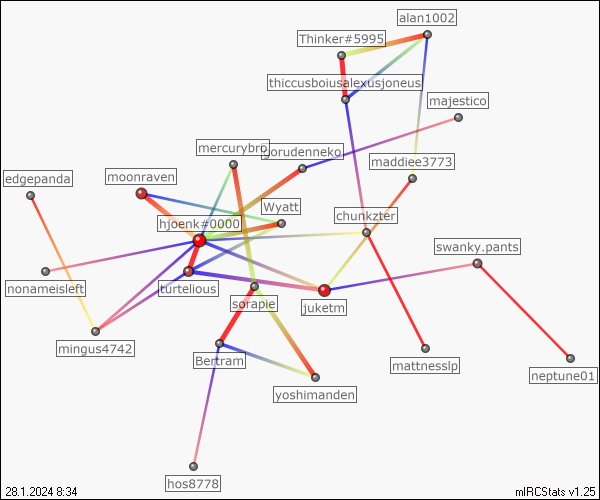 alan1002
Thinker#5995
thiccusboiusalexusjoneus
majestico
mercurybro
yorudenneko
maddiee3773
edgepanda
moonraven
Wyatt
chunkzter
hjoenk#0000
swanky.pants
nonameisleft
turtelious
sorapie
juketm
mingus4742
Bertram
mattnesslp
neptune01
yoshimanden
hos8778
28.1.2024 8:34
mIRCStats v1.25